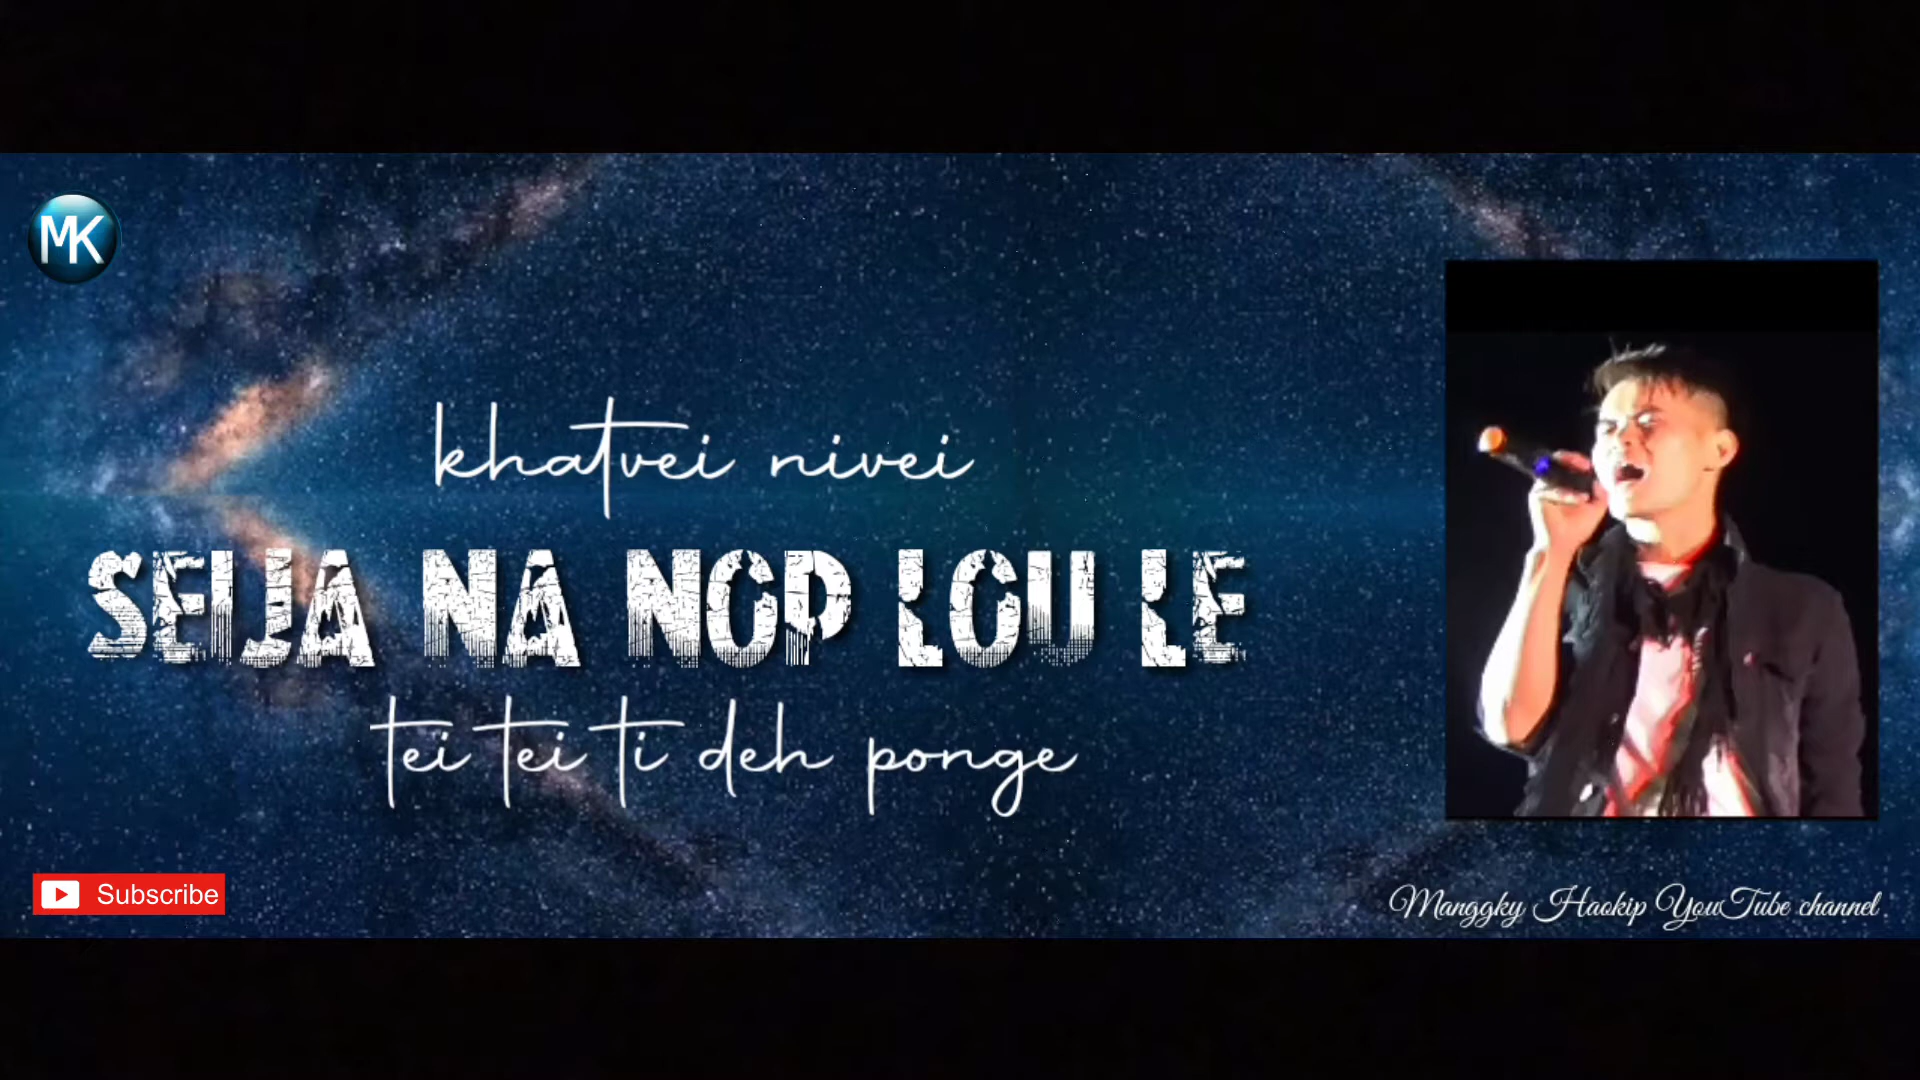 MK
khatvei nivei
SEIJA NA NOP LOU LE
tei tei ti deh ponge
Subscribe
Manggky Haokip YouTube channel